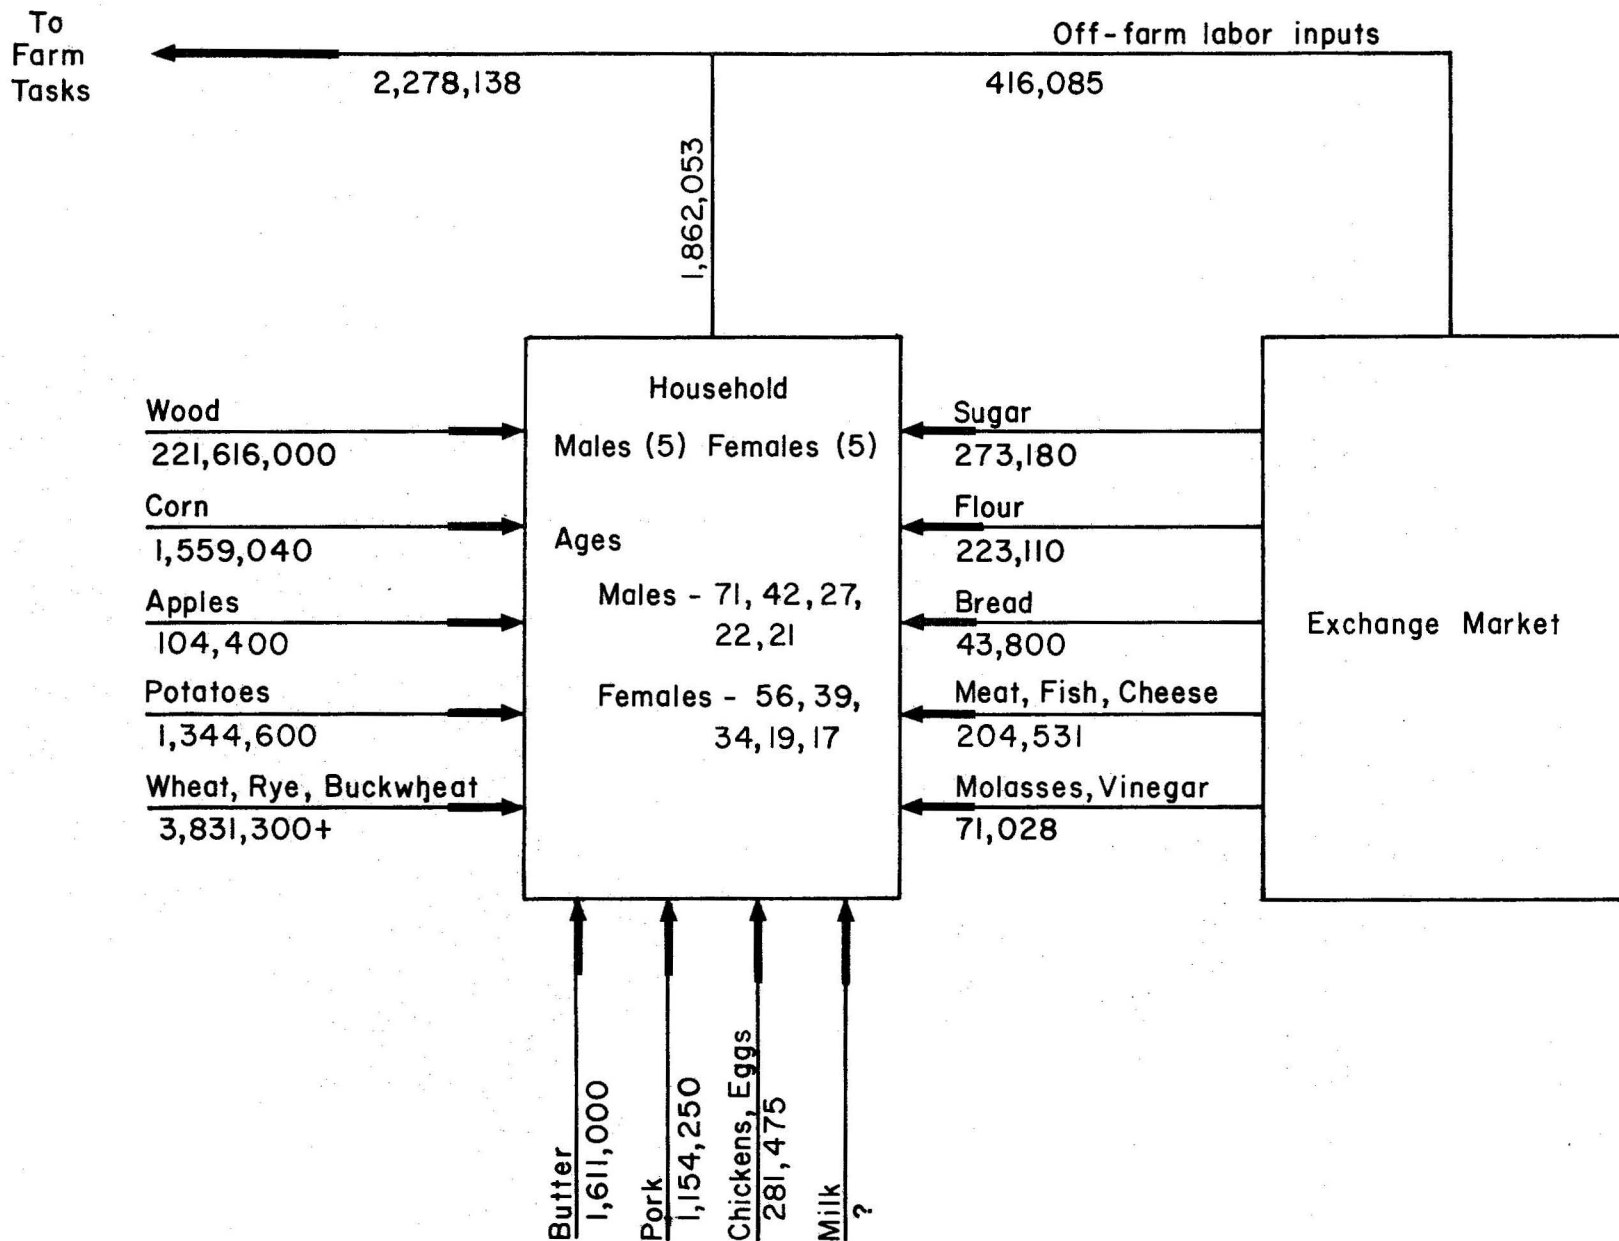 To
Farm
Tasks
Off-farm labor inputs
2,278,138
416,085
1,862,053
Household
Males (5) Females (5)
Ages
Males - 71, 42, 27,
22, 21
Females - 56, 39,
34, 19, 17
Wood
221,616,000
Corn
1,559,040
Apples
104,400
Potatoes
1,344,600
Wheat, Rye, Buckwheat
3,831,300+
Sugar
273,180
Flour
223,110
Bread
43,800
Meat, Fish, Cheese
204,531
Molasses, Vinegar
71,028
Exchange Market
Butter
1,611,000
Pork
1,154,250
Chickens, Eggs
281,475
Milk
?